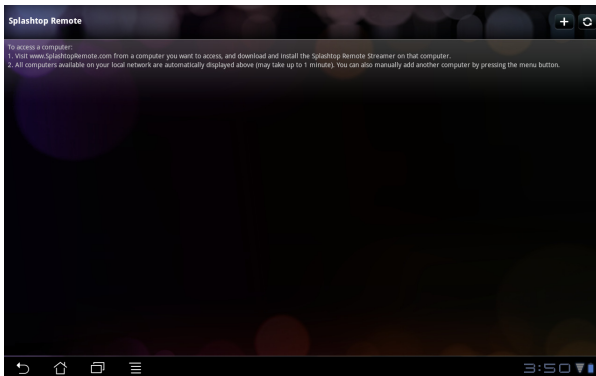 Splashtop Remote
To access a computer:
1. Visit www.SplashtopRemote.com from a computer you want to access, and download and install the Splashtop Remote Streamer on that computer.
2. All computers available on your local network are automatically displayed above (may take up to 1 minute). You can also manually add another computer by pressing the menu button.
3:50